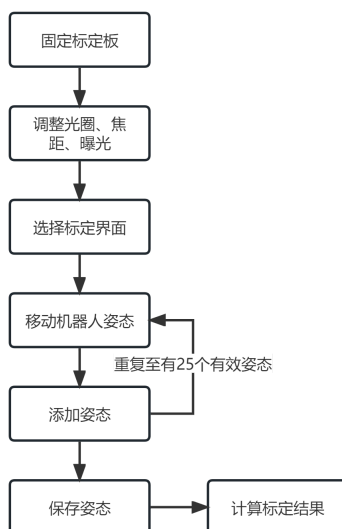 固定标定板
调整光圈、焦
距、曝光
选择标定界面
移动机器人姿态
重复至有25个有效姿态
添加姿态
保存姿态
计算标定结果